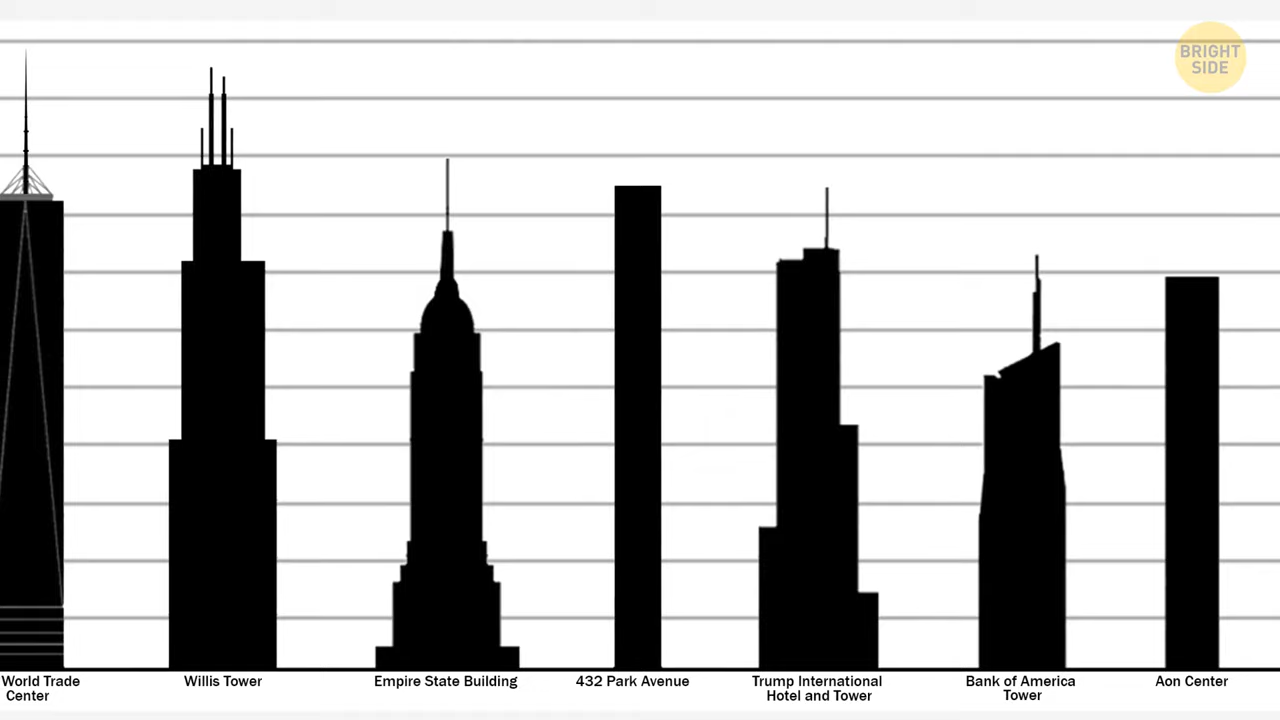 BRIGHT
SIDE
World Trade
Center
Willis Tower
Empire State Building
432 Park Avenue
Trump International
Hotel and Tower
Bank of America
Tower
Aon Center